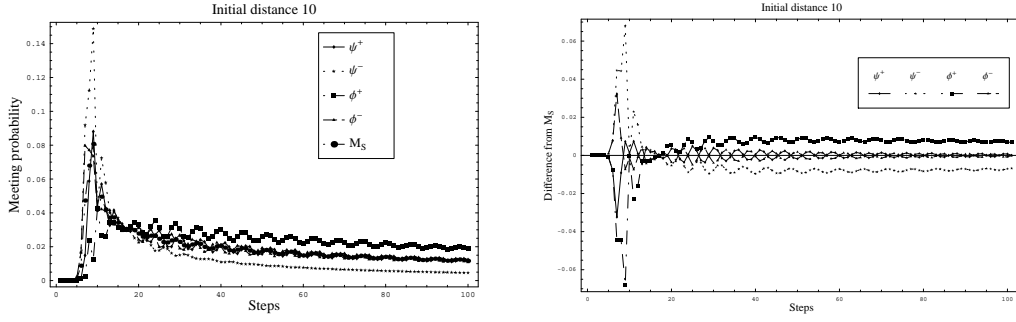 Initial distance 10
Meeting probability
0.14
0.12
0.1
0.08
0.06
0.04
0.02
0
0 20 40 60 80 100
Steps
ψ⁺
ψ⁻
ϕ⁺
ϕ⁻
M_S
Initial distance 10
Difference from M_S
0.06
0.04
0.02
0
-0.02
-0.04
-0.06
0 20 40 60 80 100
Steps
ψ⁺ ψ⁻ ϕ⁺ ϕ⁻